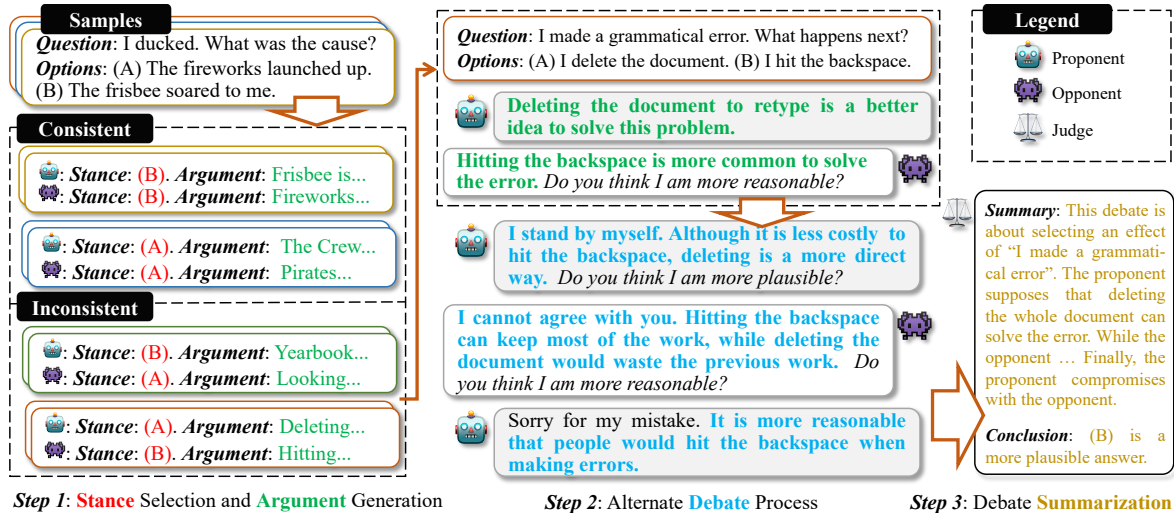 Samples
Question: I ducked. What was the cause?
Options: (A) The fireworks launched up.
(B) The frisbee soared to me.
Consistent
: Stance: (B). Argument: Frisbee is...
: Stance: (B). Argument: Fireworks...
: Stance: (A). Argument: The Crew...
: Stance: (A). Argument: Pirates...
Inconsistent
: Stance: (B). Argument: Yearbook...
: Stance: (A). Argument: Looking...
: Stance: (A). Argument: Deleting...
: Stance: (B). Argument: Hitting...
Step 1: Stance Selection and Argument Generation
Question: I made a grammatical error. What happens next?
Options: (A) I delete the document. (B) I hit the backspace.
Deleting the document to retype is a better
idea to solve this problem.
Hitting the backspace is more common to solve
the error. Do you think I am more reasonable?
I stand by myself. Although it is less costly to
hit the backspace, deleting is a more direct
way. Do you think I am more plausible?
I cannot agree with you. Hitting the backspace
can keep most of the work, while deleting the
document would waste the previous work. Do
you think I am more reasonable?
Sorry for my mistake. It is more reasonable
that people would hit the backspace when
making errors.
Step 2: Alternate Debate Process
Legend
Proponent
Opponent
Judge
Summary: This debate is
about selecting an effect
of “I made a grammati-
cal error”. The proponent
supposes that deleting
the whole document can
solve the error. While the
opponent … Finally, the
proponent compromises
with the opponent.
Conclusion: (B) is a
more plausible answer.
Step 3: Debate Summarization